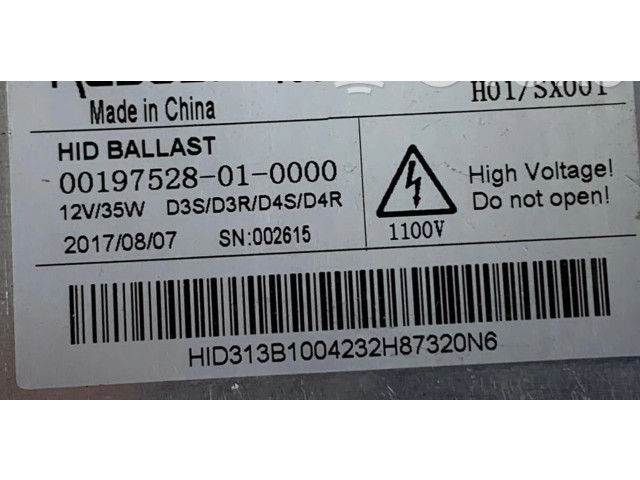 Made in China
H01/SX001
HID BALLAST
00197528-01-0000
12V/35W D3S/D3R/D4S/D4R
2017/08/07 SN:002615
1100V
High Voltage!
Do not open!
HID313B1004232H87320N6